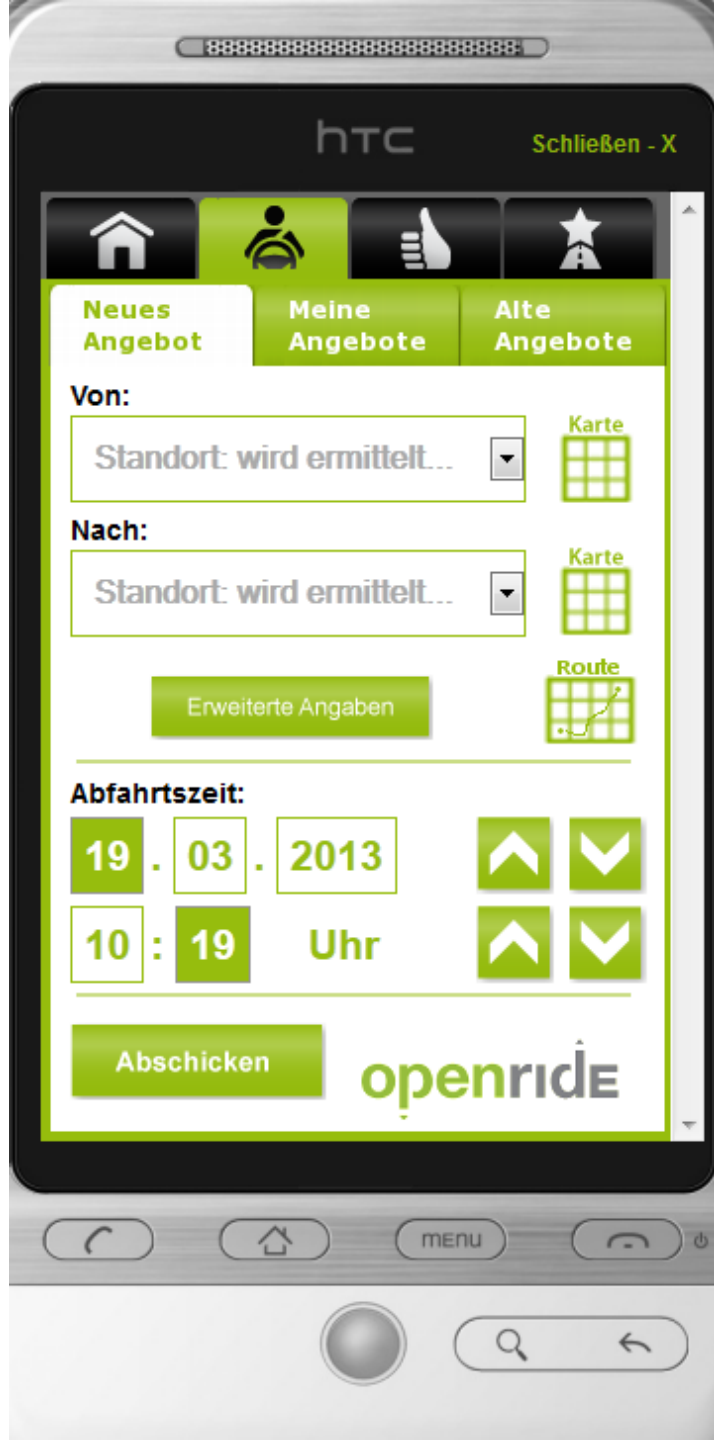 hTC
Schließen - X
Neues
Angebot
Meine
Angebote
Alte
Angebote
Von:
Standort: wird ermittelt...
Karte
Nach:
Standort: wird ermittelt...
Karte
Erweiterte Angaben
Route
Abfahrtszeit:
19 . 03 . 2013
10 : 19 Uhr
Abschicken
openride
MENU